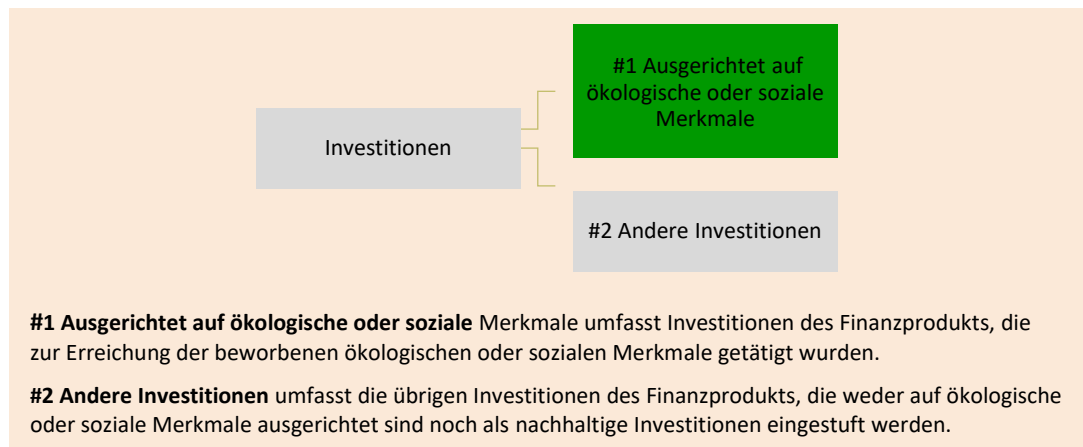 #1 Ausgerichtet auf
ökologische oder soziale
Merkmale
Investitionen
#2 Andere Investitionen
#1 Ausgerichtet auf ökologische oder soziale Merkmale umfasst Investitionen des Finanzprodukts, die
zur Erreichung der beworbenen ökologischen oder sozialen Merkmale getätigt wurden.
#2 Andere Investitionen umfasst die übrigen Investitionen des Finanzprodukts, die weder auf ökologische
oder soziale Merkmale ausgerichtet sind noch als nachhaltige Investitionen eingestuft werden.